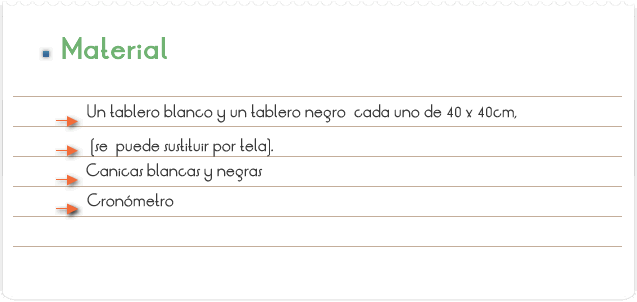 Material
Un tablero blanco y un tablero negro cada uno de 40 x 40cm,
(se puede sustituir por tela).
Canicas blancas y negras
Cronómetro